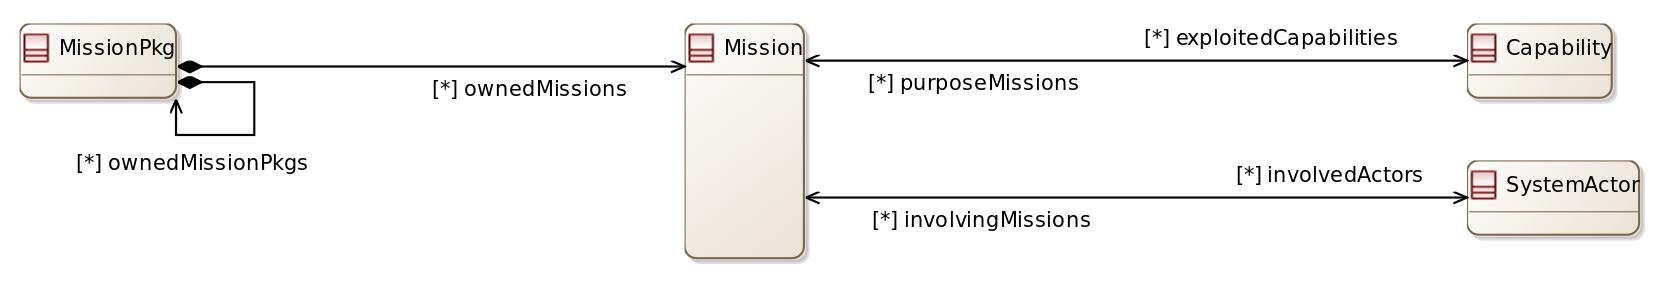 MissionPkg
[*] ownedMissions
[*] ownedMissionPkgs
Mission
[*] exploitedCapabilities
[*] purposeMissions
Capability
[*] involvedActors
[*] involvingMissions
SystemActor